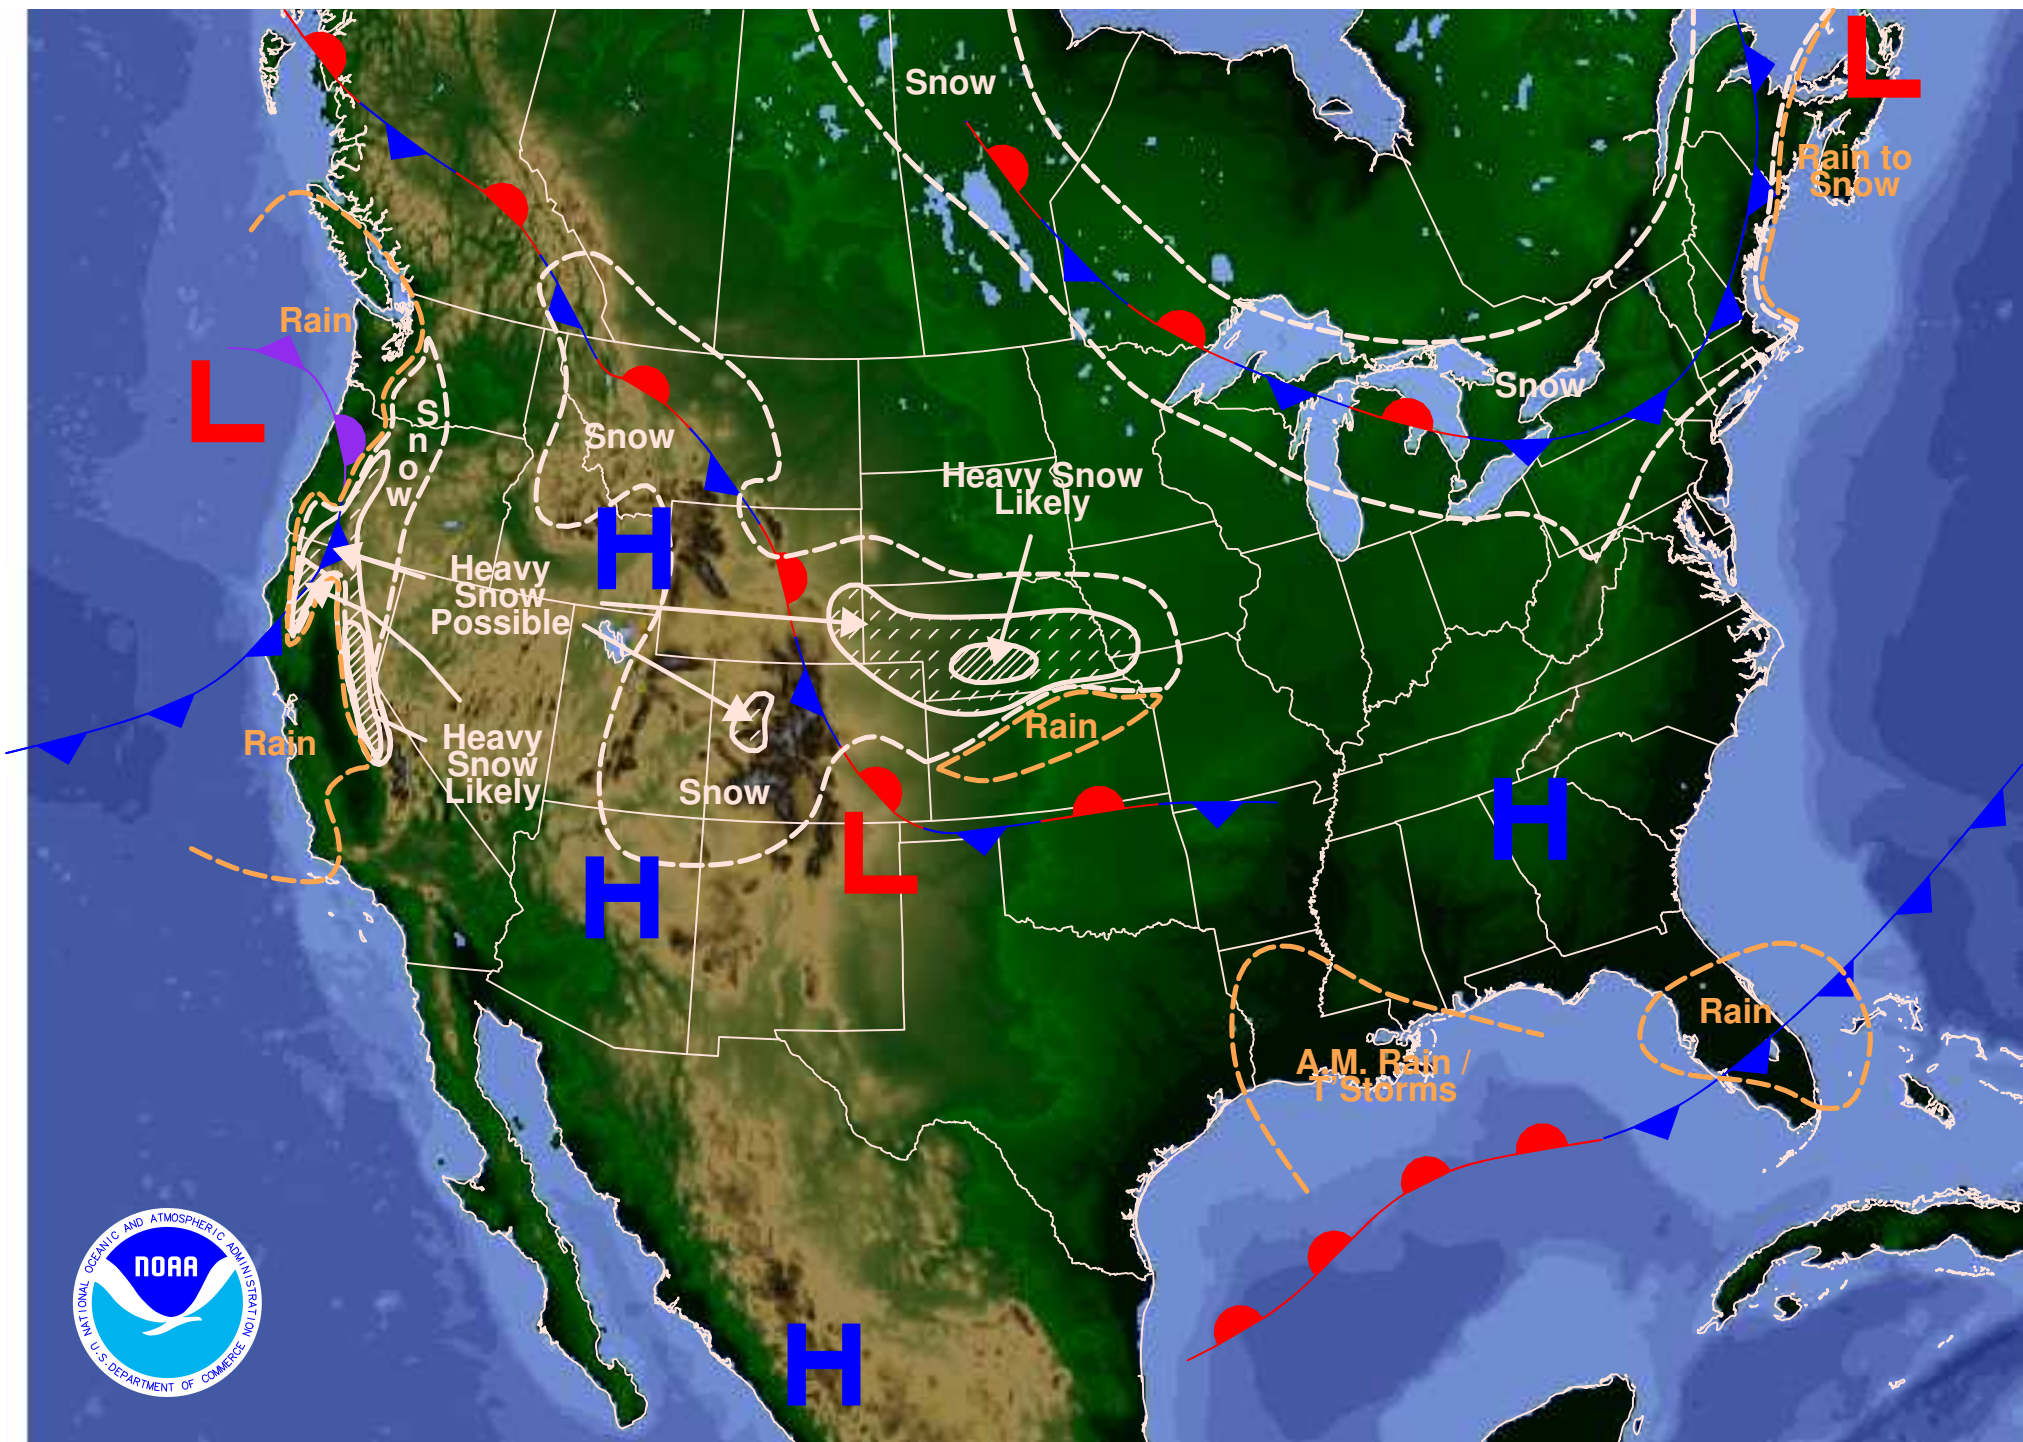 L
Snow
Rain to
Snow
Rain
L
Snow
S
n
o
w
Snow
Heavy Snow
Likely
H
Heavy
Snow
Possible
Rain
Rain
Heavy
Snow
Likely
Snow
H
L
H
Rain
A.M. Rain /
T'Storms
H
NATIONAL OCEANIC AND ATMOSPHERIC ADMINISTRATION
NOAA
U.S. DEPARTMENT OF COMMERCE